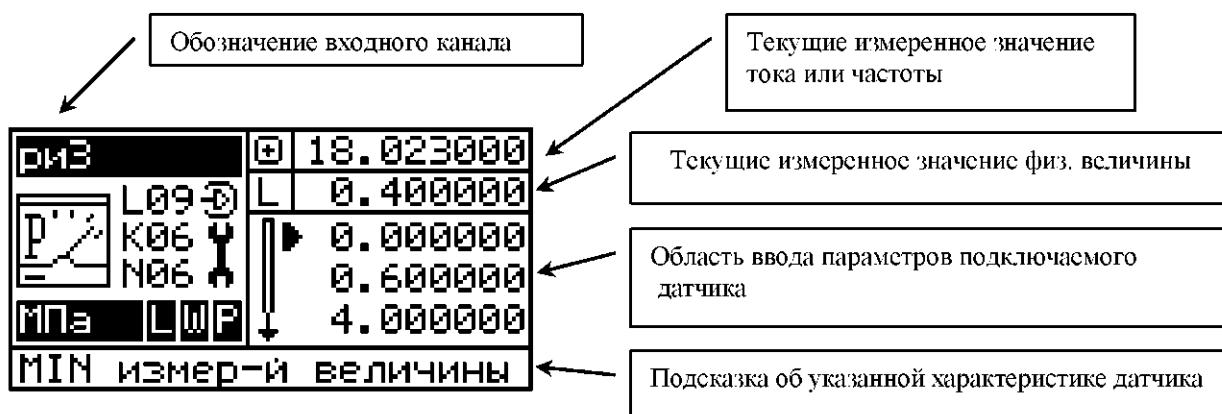 Обозначение входного канала
Текущие измеренное значение
тока или частоты
Текущие измеренное значение физ. величины
Область ввода параметров подключаемого
датчика
Подсказка об указанной характеристике датчика
риЗ
18.023000
L09
L 0.400000
P
K06
0.000000
N06
0.600000
МПа L W P
4.000000
MIN измер-й величины